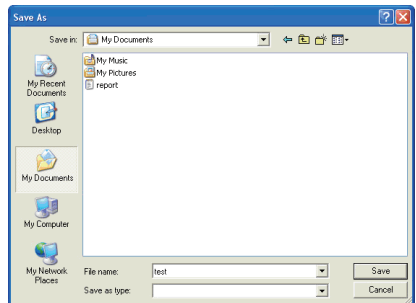 Save As
Save in:
My Documents
My Recent
Documents
Desktop
My Documents
My Computer
My Network
Places
My Music
My Pictures
report
File name:
test
Save
Save as type:
Cancel